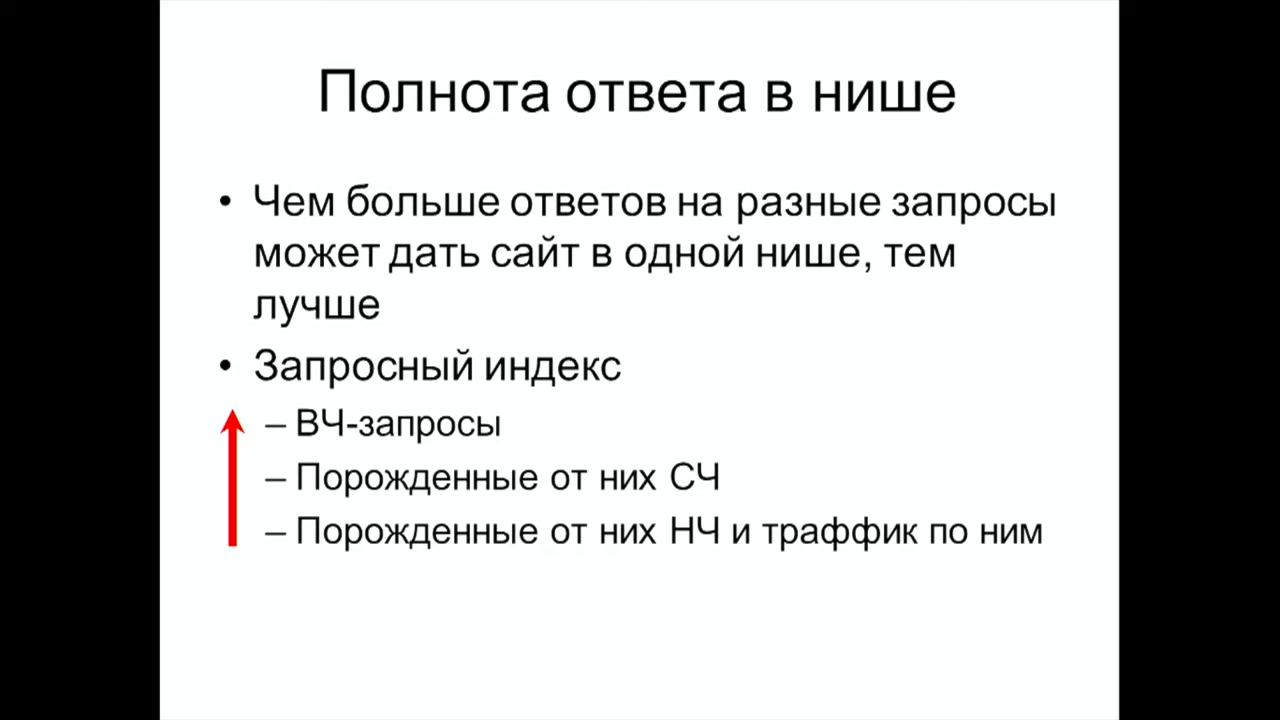 Полнота ответа в нише
• Чем больше ответов на разные запросы
может дать сайт в одной нише, тем
лучше
• Запросный индекс
– ВЧ-запросы
– Порожденные от них СЧ
– Порожденные от них НЧ и траффик по ним